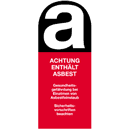 a
ACHTUNG
ENTHÄLT
ASBEST
Gesundheits-
gefährdung bei
Einatmen von
Asbestfeinstaub
Sicherheits-
vorschriften
beachten